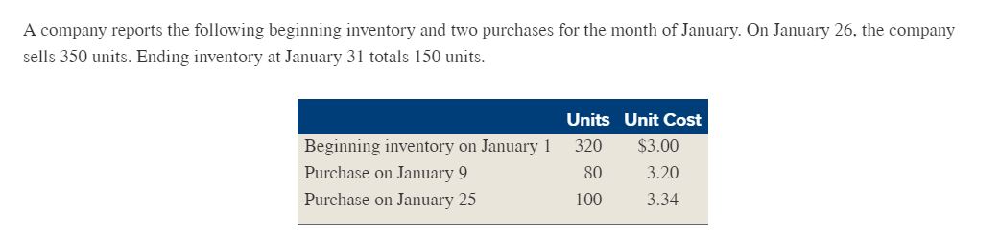 A company reports the following beginning inventory and two purchases for the month of January. On January 26, the company
sells 350 units. Ending inventory at January 31 totals 150 units.
Units Unit Cost
Beginning inventory on January 1 320 $3.00
Purchase on January 9 80 3.20
Purchase on January 25 100 3.34